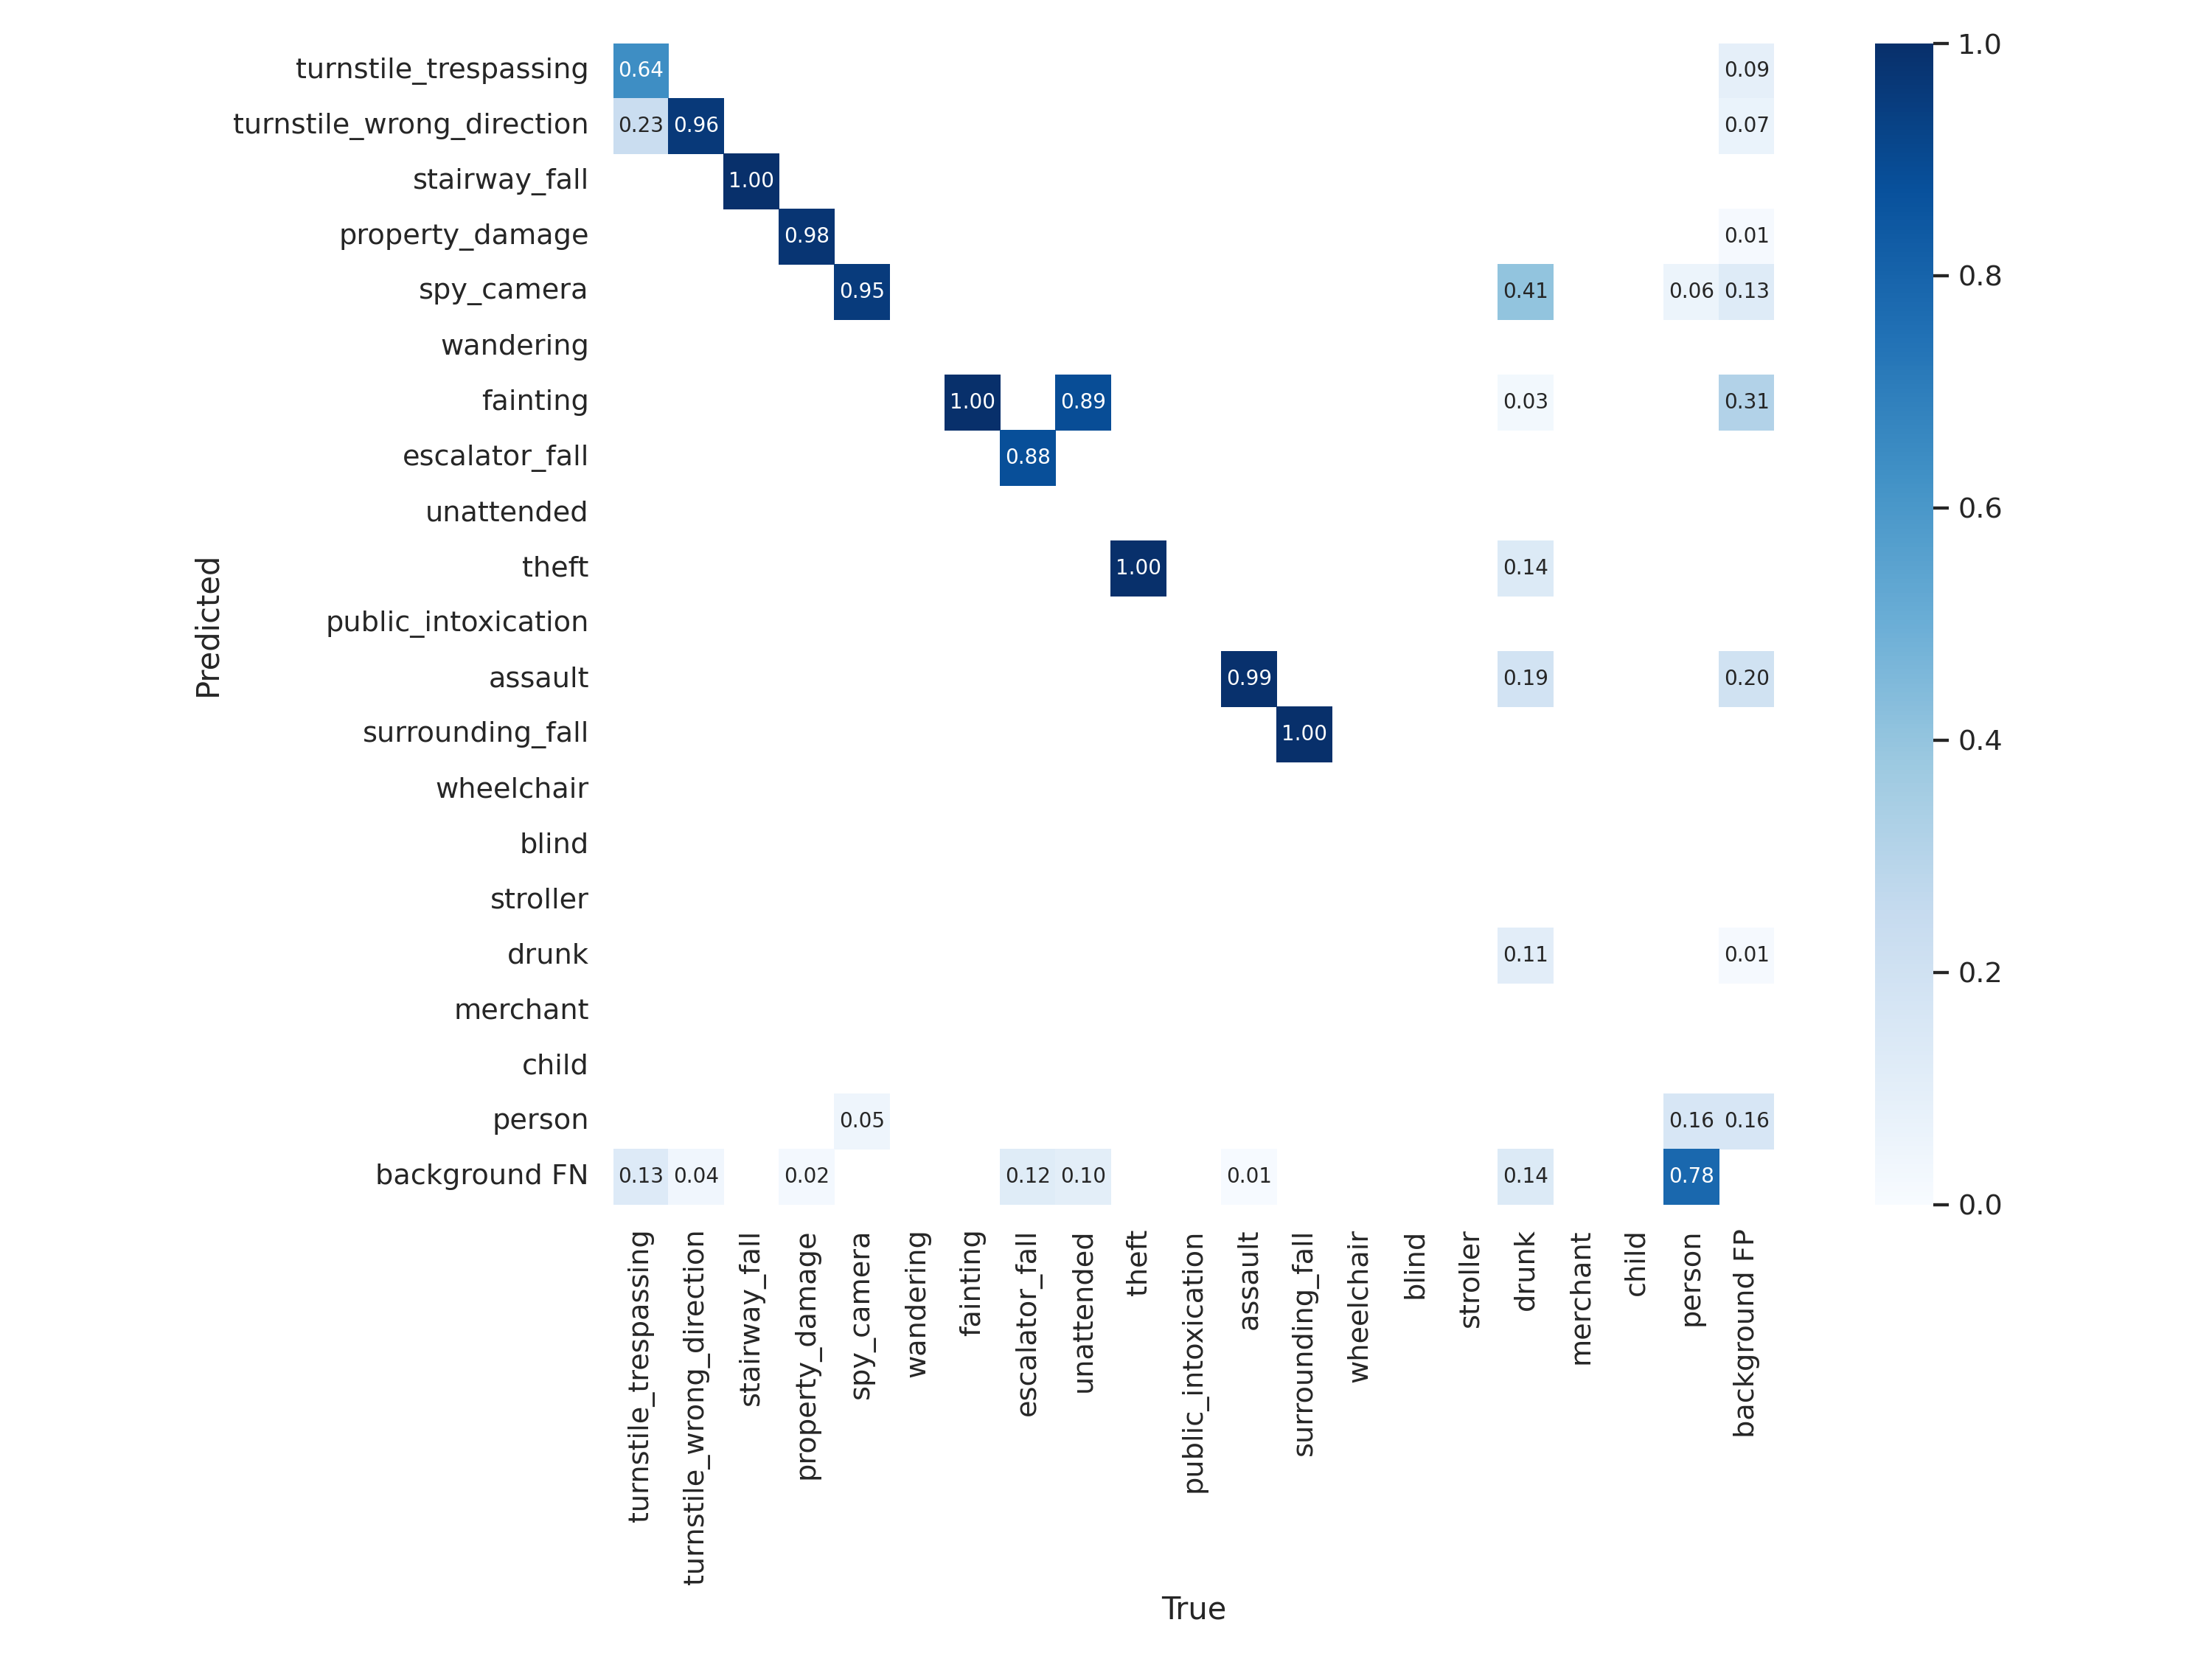 turnstile_trespassing 0.64 0.09 1.0
turnstile_wrong_direction 0.23 0.96 0.07
stairway_fall 1.00
property_damage 0.98 0.01
0.8
spy_camera 0.95 0.41 0.06 0.13
wandering
fainting 1.00 0.89 0.03 0.31
escalator_fall 0.88
unattended
0.6
theft 1.00 0.14
Predicted
public_intoxication
assault 0.99 0.19 0.20
surrounding_fall 1.00
0.4
wheelchair
blind
stroller
drunk 0.11 0.01
0.2
merchant
child
person 0.05 0.16 0.16
background FN 0.13 0.04 0.02 0.12 0.10 0.01 0.14 0.78
0.0
turnstile_trespassing
turnstile_wrong_direction
stairway_fall
property_damage
spy_camera
wandering
fainting
escalator_fall
unattended
theft
public_intoxication
assault
surrounding_fall
wheelchair
blind
stroller
drunk
merchant
child
person
background FP
True